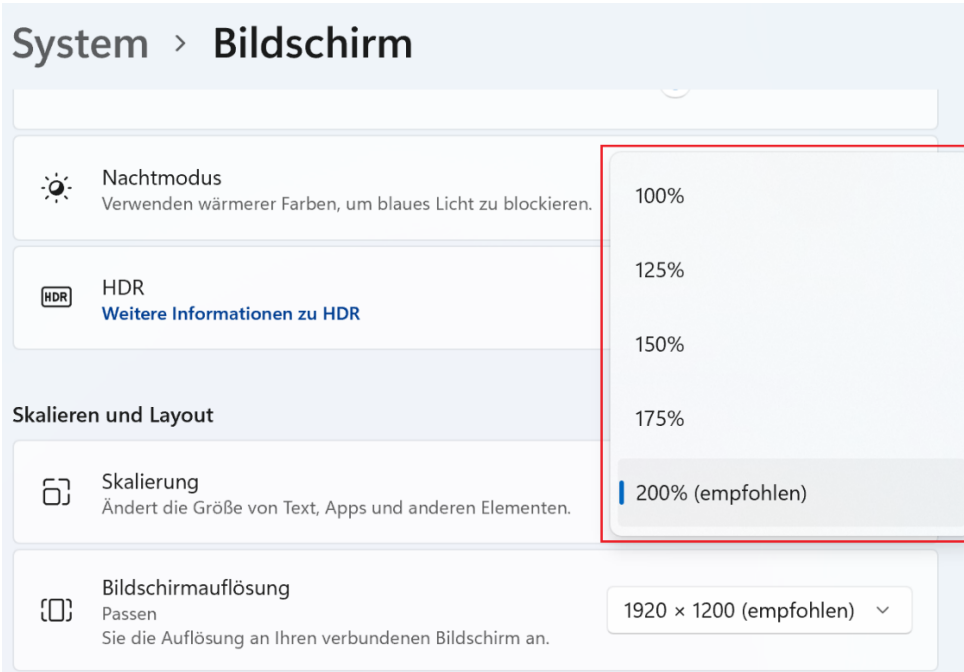 System > Bildschirm
Nachtmodus
Verwenden wärmerer Farben, um blaues Licht zu blockieren.
HDR
HDR
Weitere Informationen zu HDR
100%
125%
150%
175%
200% (empfohlen)
Skalieren und Layout
Skalierung
Ändert die Größe von Text, Apps und anderen Elementen.
Bildschirmauflösung
Passen
Sie die Auflösung an Ihren verbundenen Bildschirm an.
1920 × 1200 (empfohlen)